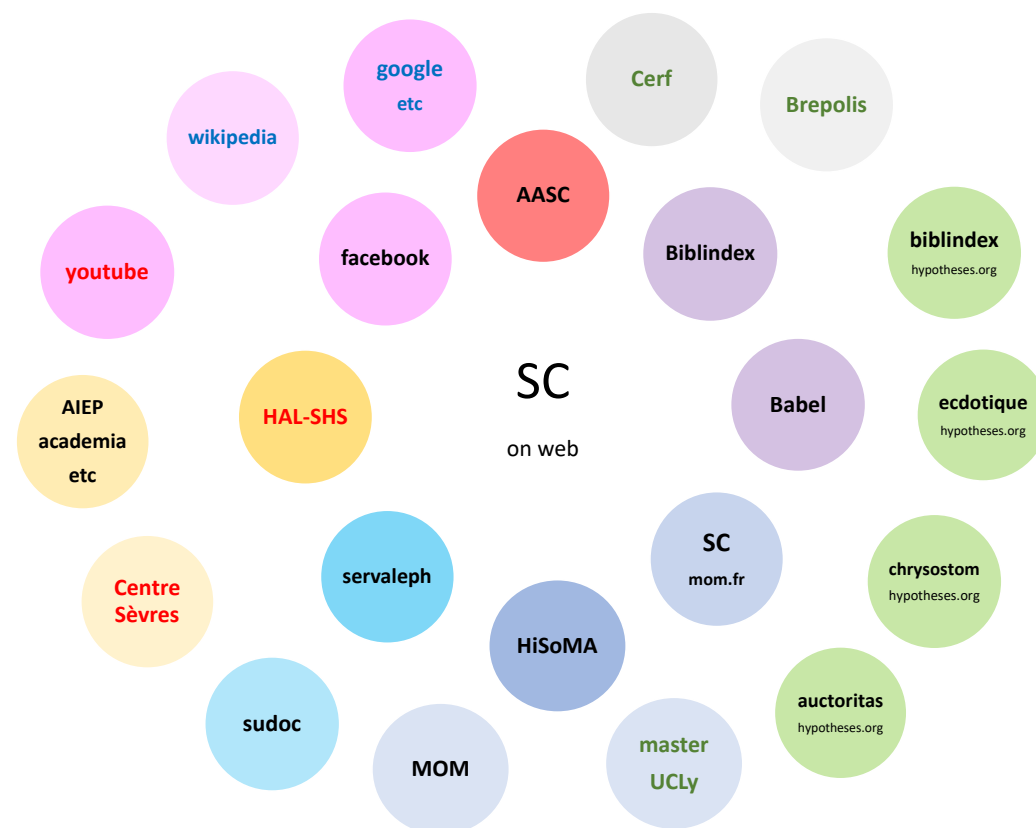 google
etc
Cerf
Brepolis
wikipedia
AASC
youtube
facebook
Biblindex
biblindex
hypotheses.org
SC
on web
HAL-SHS
Babel
AIEP
academia
etc
ecdotique
hypotheses.org
Centre
Sèvres
servaleph
SC
mom.fr
chrysostom
hypotheses.org
HiSoMA
sudoc
MOM
master
UCLy
auctoritas
hypotheses.org